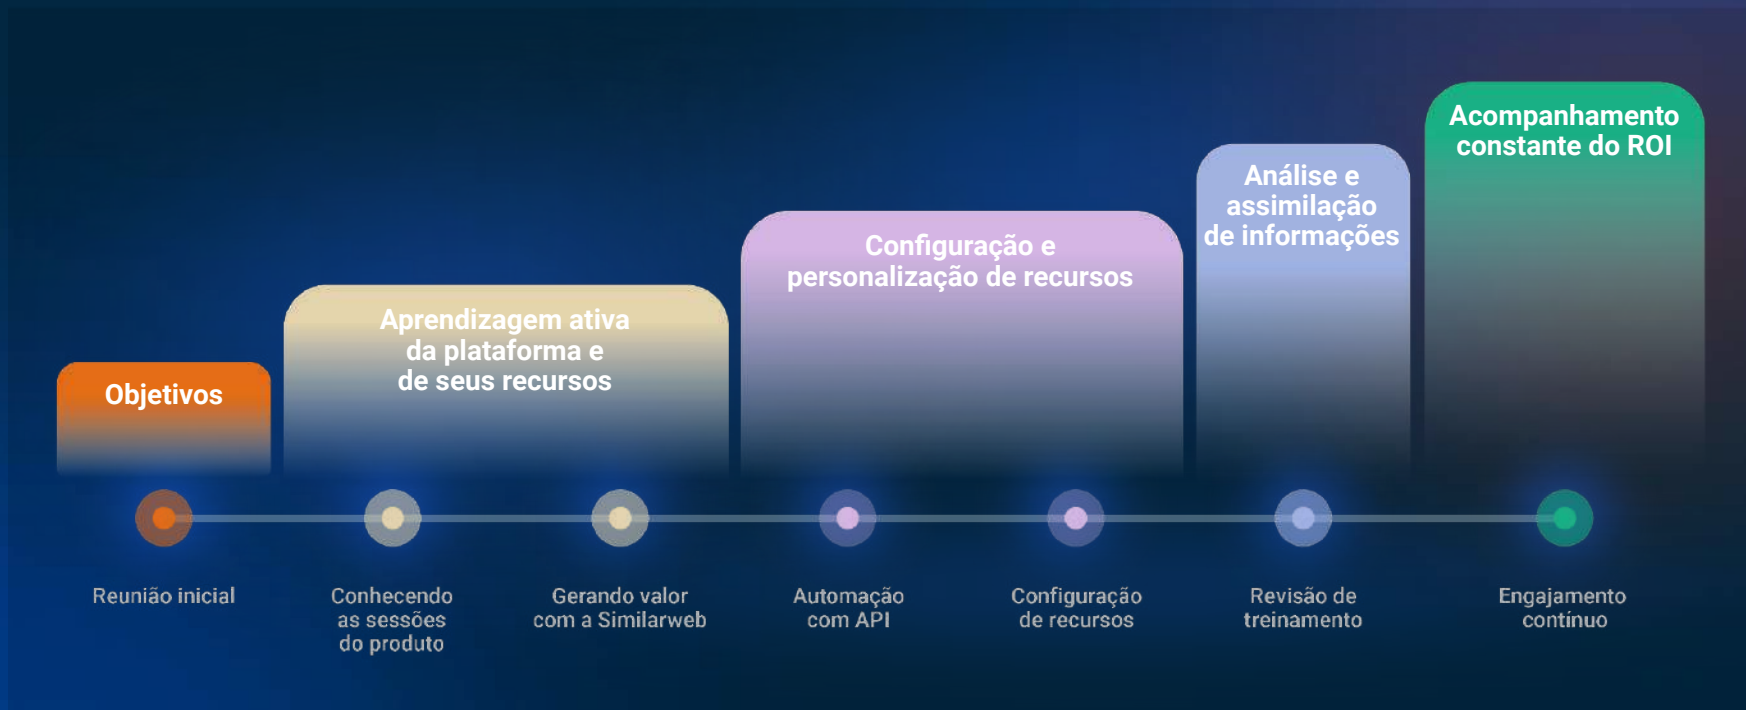 Objetivos
Aprendizagem ativa
da plataforma e
de seus recursos
Configuração e
personalização de recursos
Análise e
assimilação
de informações
Acompanhamento
constante do ROI
Reunião inicial
Conhecendo
as sessões
do produto
Gerando valor
com a Similarweb
Automação
com API
Configuração
de recursos
Revisão de
treinamento
Engajamento
contínuo